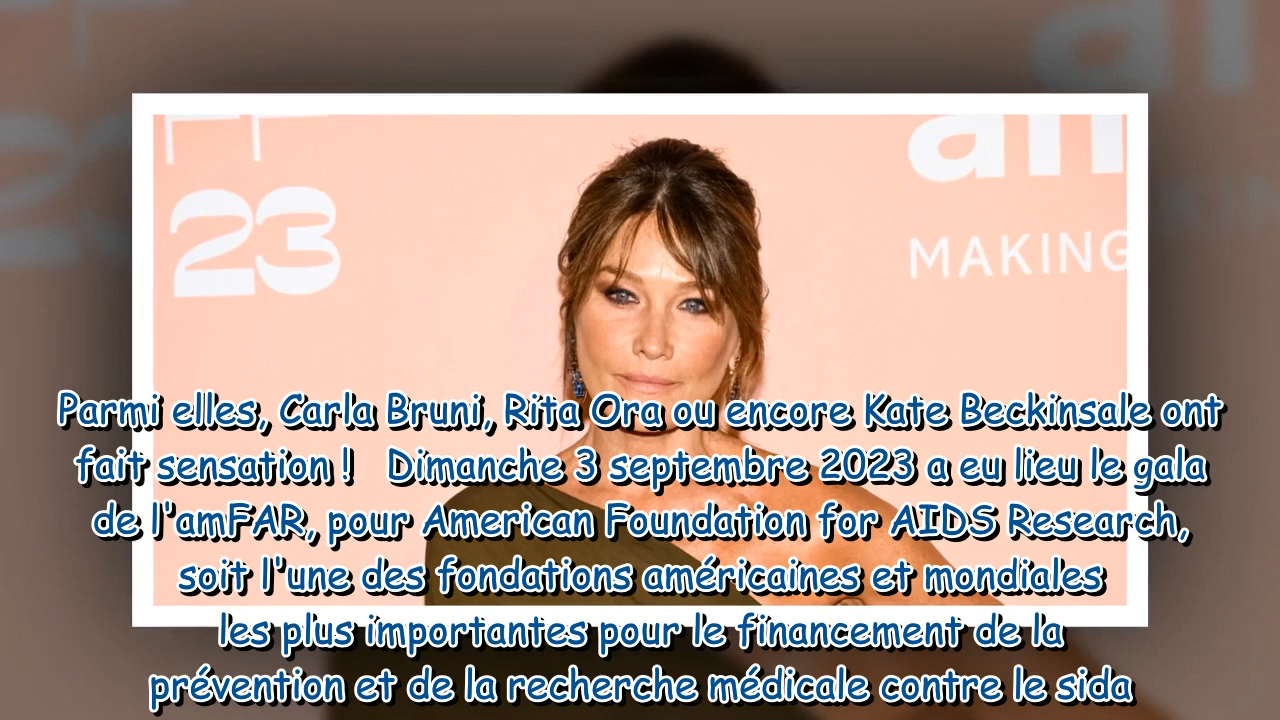 23
MAKING
Parmi elles, Carla Bruni, Rita Ora ou encore Kate Beckinsale ont
fait sensation ! Dimanche 3 septembre 2023 a eu lieu le gala
de l'amFAR, pour American Foundation for AIDS Research,
soit l'une des fondations américaines et mondiales
les plus importantes pour le financement de la
prévention et de la recherche médicale contre le sida